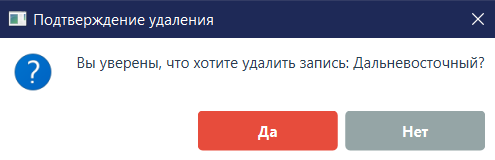 Подтверждение удаления
Вы уверены, что хотите удалить запись: Дальневосточный?
Да
Нет